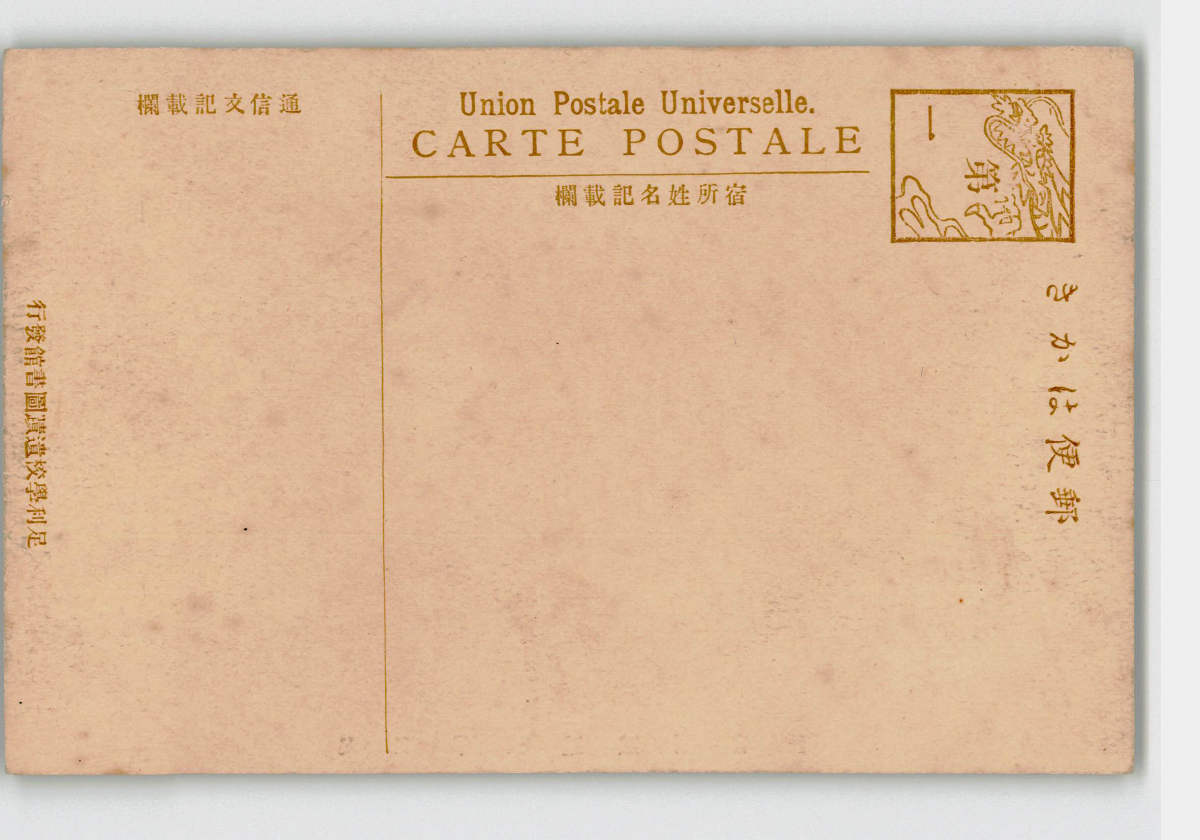 通信文記載欄
Union Postale Universelle.
CARTE POSTALE
宿所姓名記載欄
第一
郵便はかき
足利學校遺蹟圖書館發行